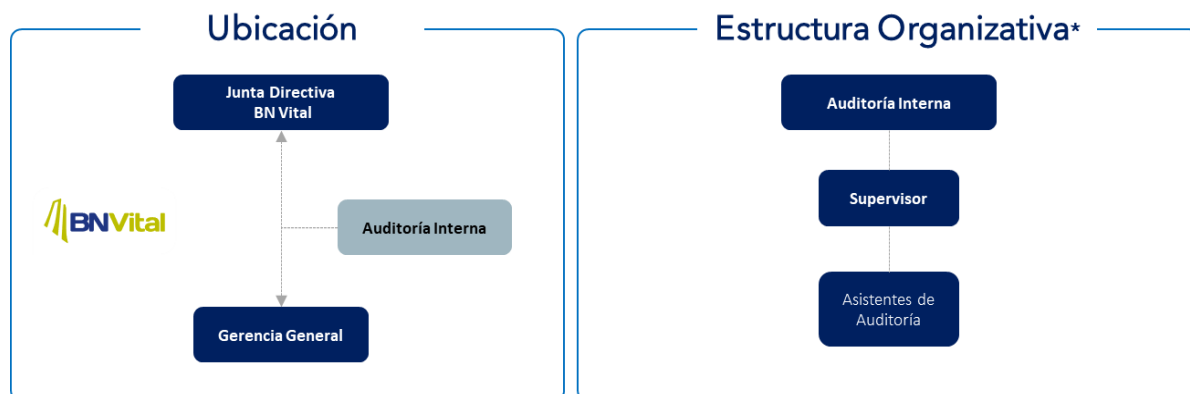 Ubicación
Junta Directiva
BN Vital
BNVital
Auditoría Interna
Gerencia General
Estructura Organizativa*
Auditoría Interna
Supervisor
Asistentes de
Auditoría